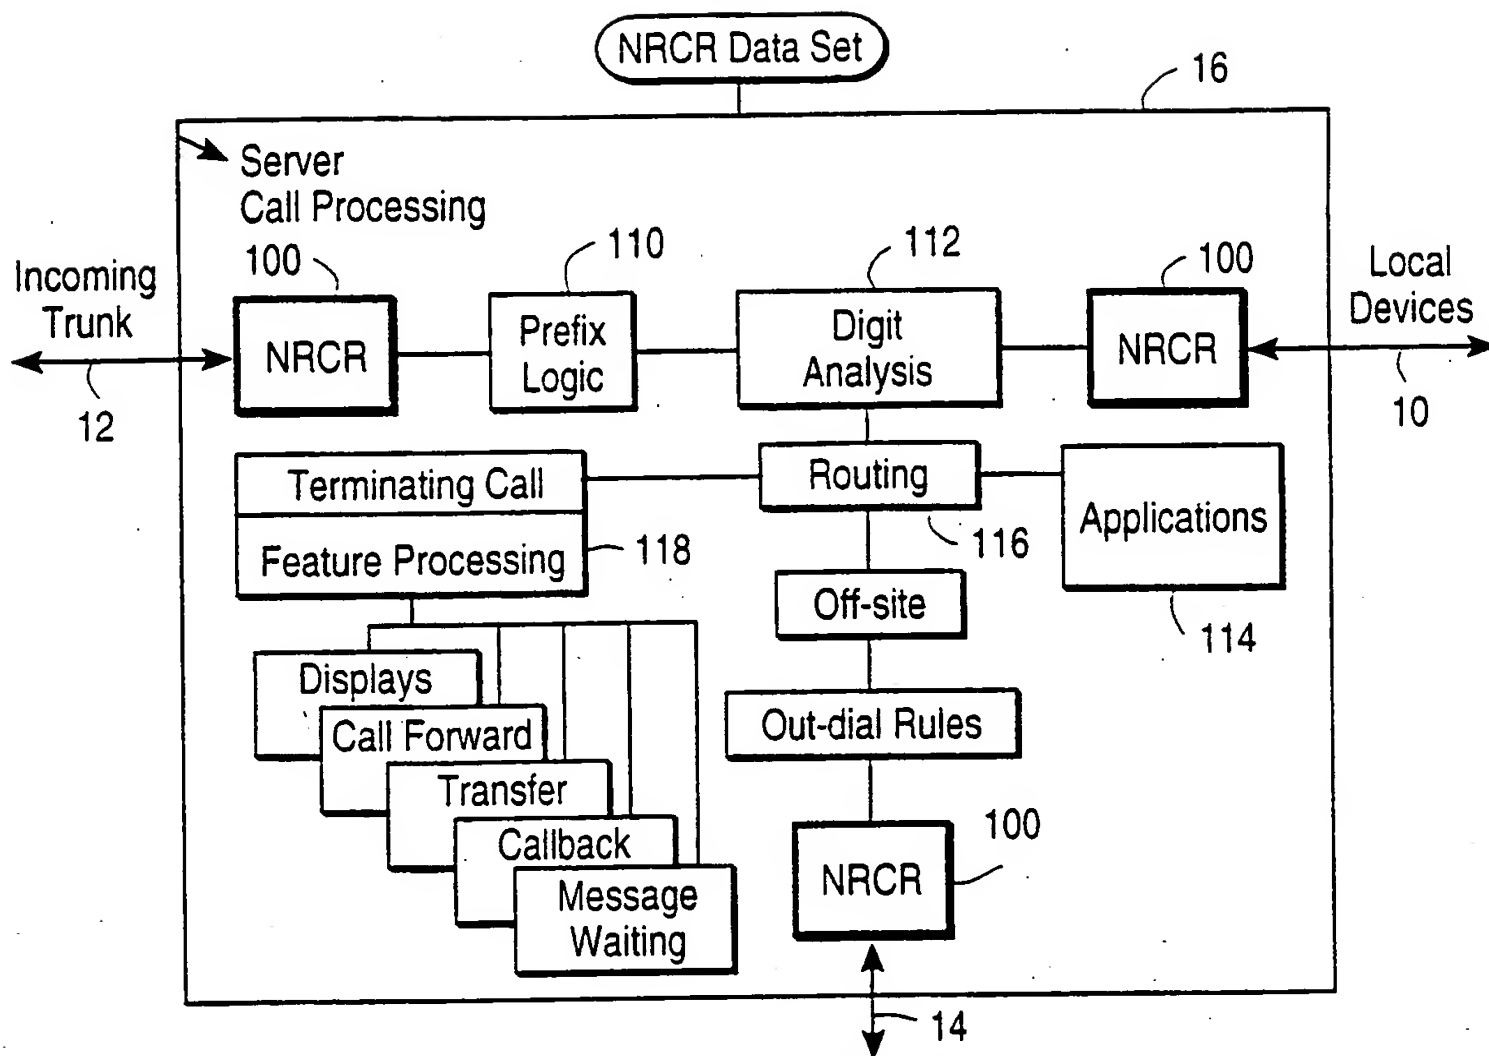 NRCR Data Set
16
Server
Call Processing
100
110
112
100
Incoming
Trunk
Local
Devices
NRCR
Prefix
Logic
Digit
Analysis
NRCR
12
10
Terminating Call
Routing
Applications
Feature Processing
118
116
Off-site
114
Displays
Call Forward
Out-dial Rules
Transfer
Callback
100
NRCR
Message
Waiting
14